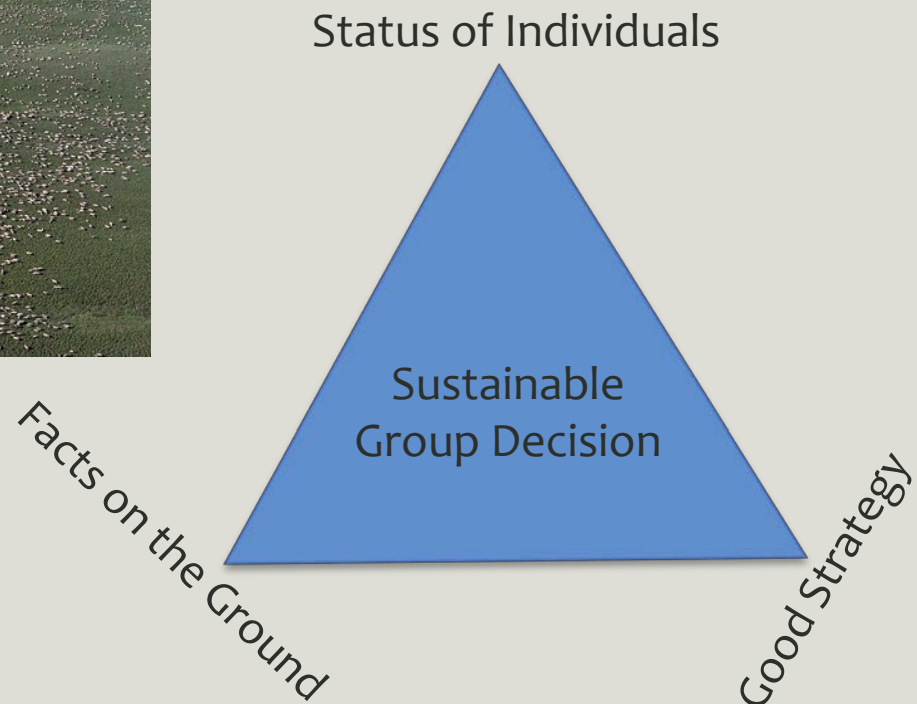 Status of Individuals
Sustainable
Group Decision
Facts on the Ground
Good Strategy